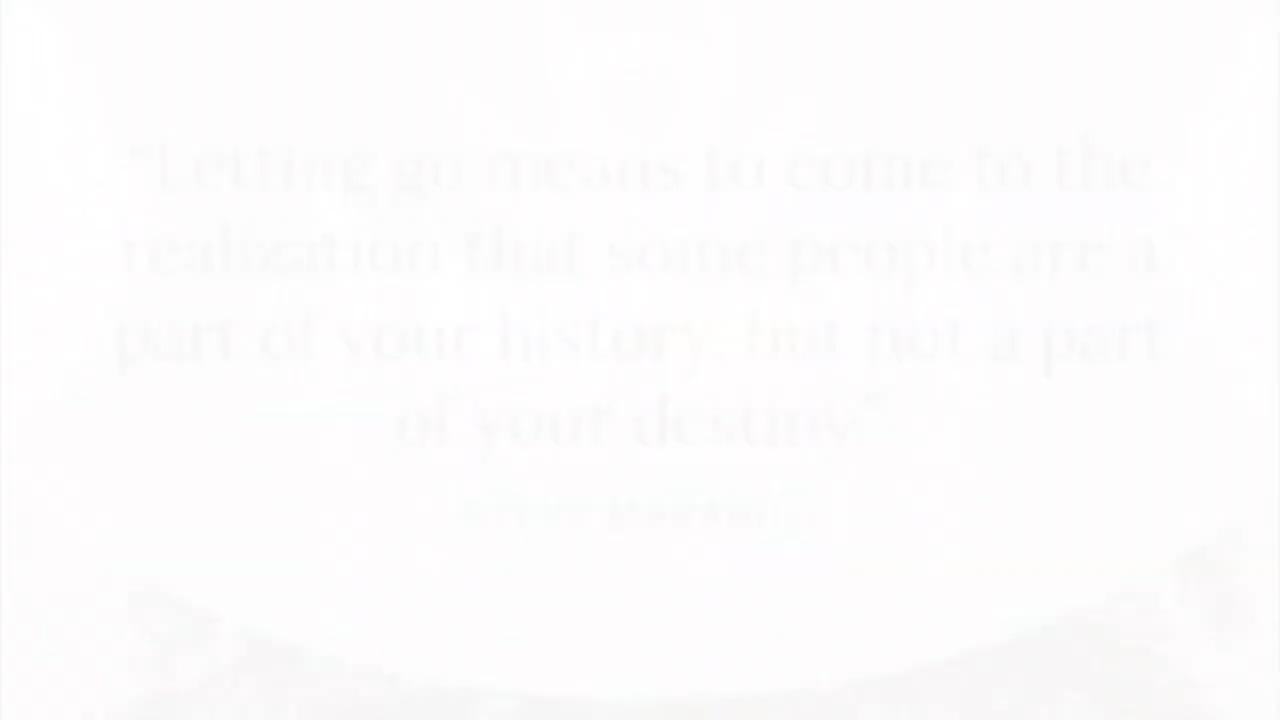 "Letting go means to come to the
realization that some people are a
part of your history, but not a part
of your destiny."